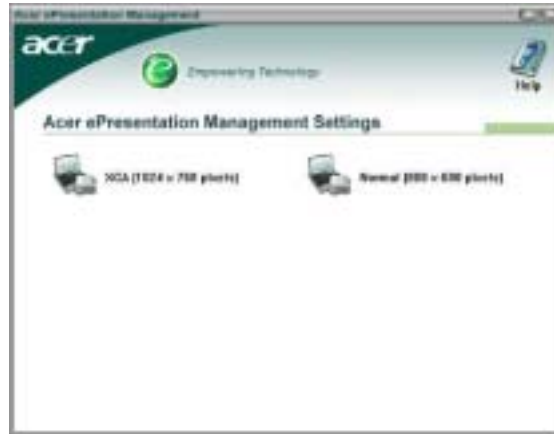 Acer ePresentation Management
acer
Empowering Technology
Help
Acer ePresentation Management Settings
XGA (1024 x 768 pixels)
Normal (800 x 600 pixels)